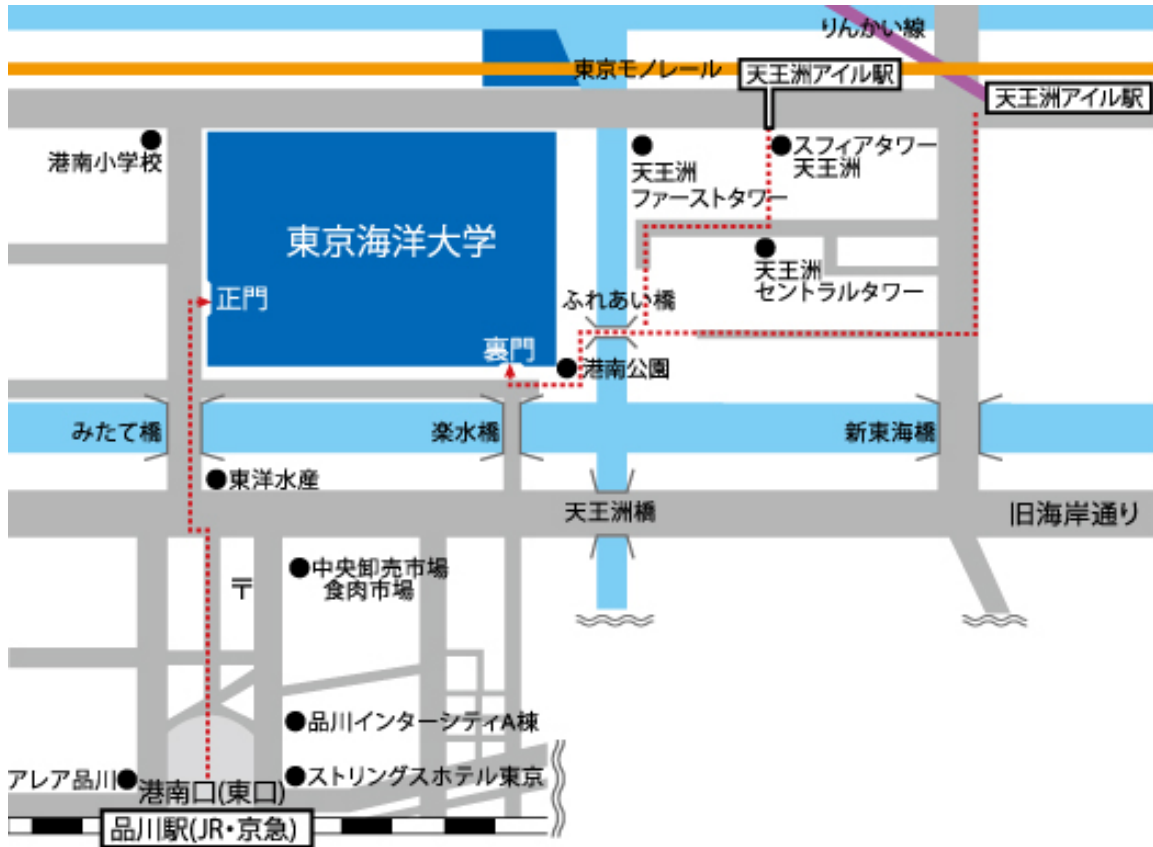 りんかい線
東京モノレール
天王洲アイル駅
天王洲アイル駅
港南小学校
天王洲
ファーストタワー
スフィアタワー
天王洲
東京海洋大学
天王洲
セントラルタワー
正門
ふれあい橋
裏門
港南公園
みたて橋
楽水橋
新東海橋
東洋水産
天王洲橋
旧海岸通り
〒
中央卸売市場
食肉市場
品川インターシティA棟
アレア品川
港南口(東口)
ストリングスホテル東京
品川駅(JR・京急)